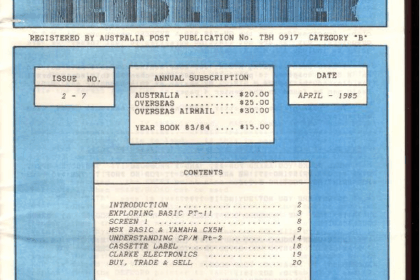 REGISTERED BY AUSTRALIA POST PUBLICATION No. TBH 0917 CATEGORY "B"
ISSUE NO.
2 - 7
ANNUAL SUBSCRIPTION
AUSTRALIA .......... $20.00
OVERSEAS .......... $25.00
OVERSEAS AIRMAIL ... $30.00
YEAR BOOK 83/84 .... $15.00
DATE
APRIL - 1985
CONTENTS
INTRODUCTION .................... 2
EXPLORING BASIC PT-11 ........... 3
SCREEN 1 ........................ 8
MSX BASIC & YAMAHA CX5M ......... 9
UNDERSTANDING CP/M Pt-2 ........ 14
CASSETTE LABEL ................. 18
CLARKE ELECTRONICS ............. 19
BUY, TRADE & SELL .............. 20